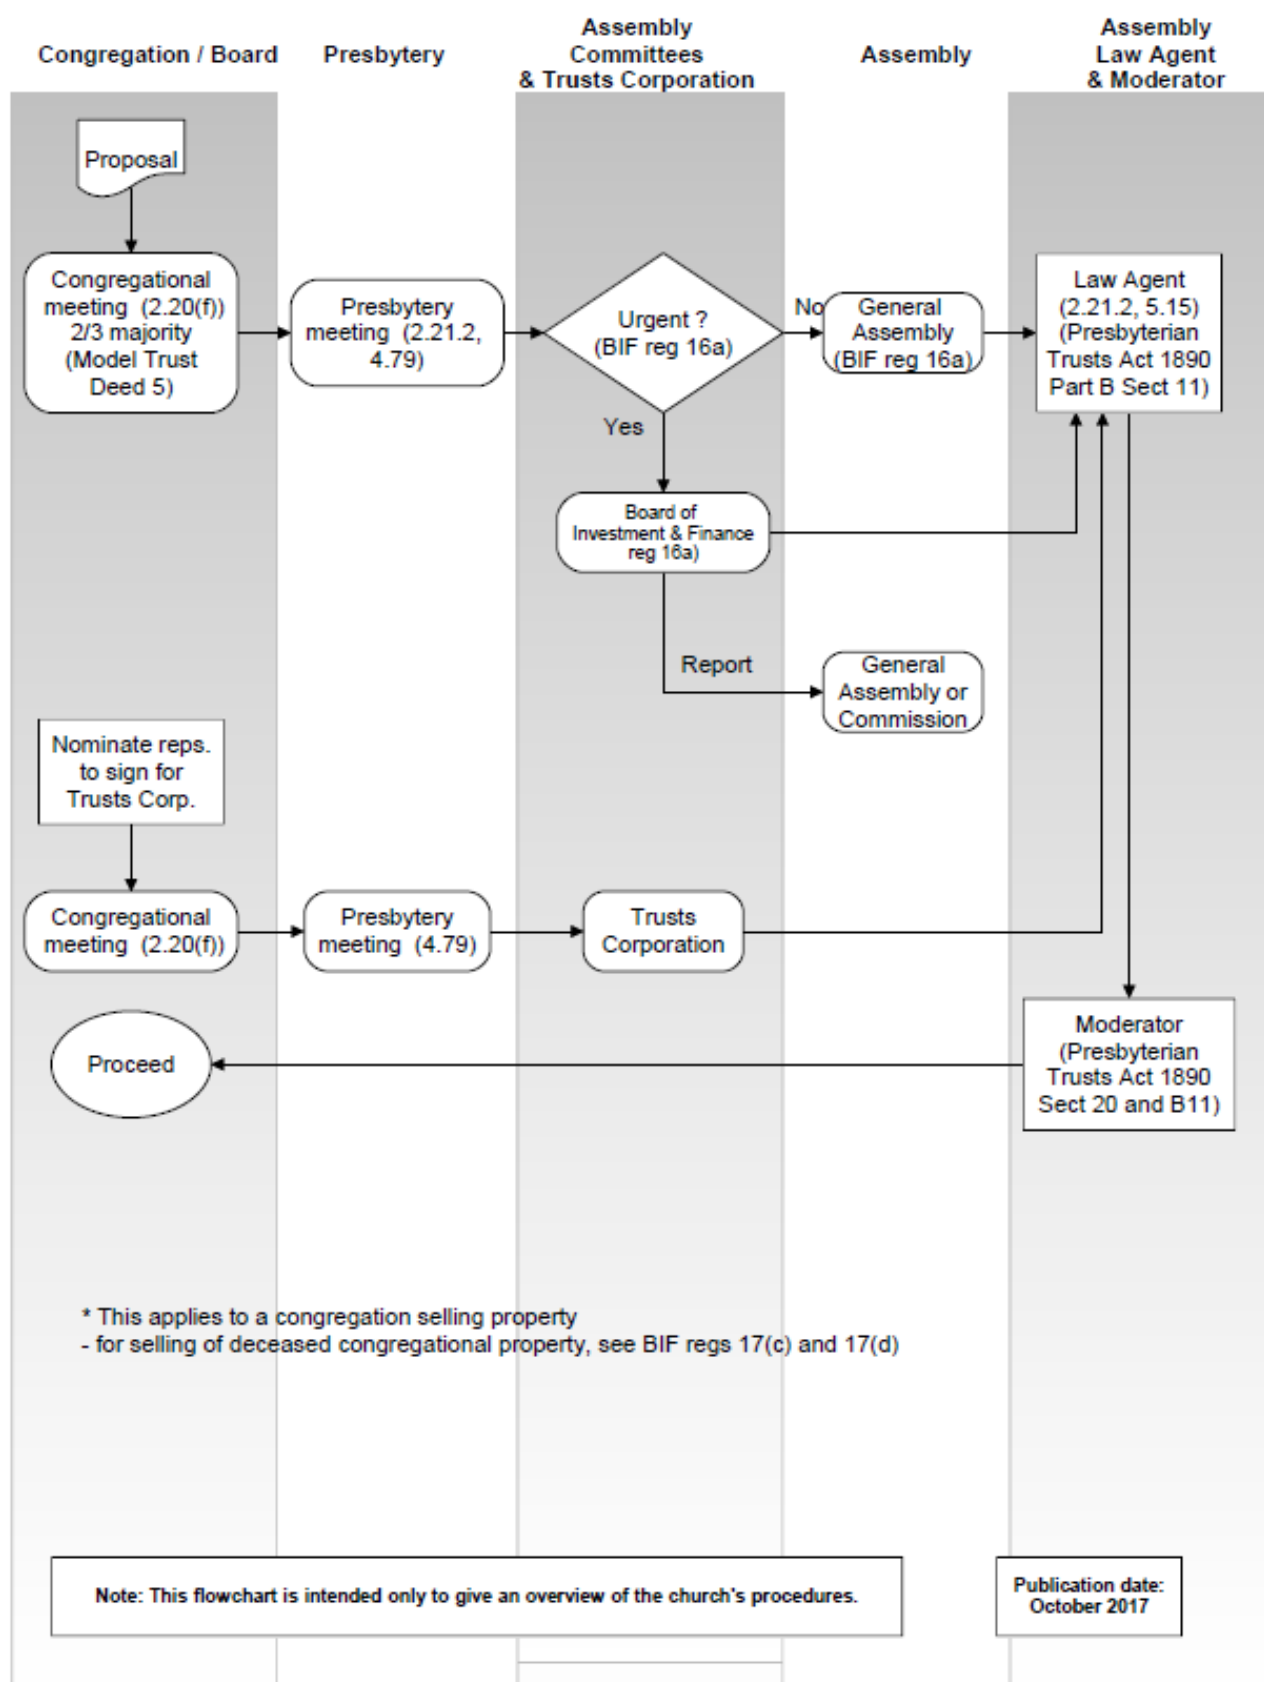 Congregation / Board
Presbytery
Assembly
Committees
& Trusts Corporation
Assembly
Assembly
Law Agent
& Moderator
Proposal
Congregational
meeting (2.20(f))
2/3 majority
(Model Trust
Deed 5)
Presbytery
meeting (2.21.2,
4.79)
Urgent ?
(BIF reg 16a)
No
General
Assembly
(BIF reg 16a)
Law Agent
(2.21.2, 5.15)
(Presbyterian
Trusts Act 1890
Part B Sect 11)
Yes
Board of
Investment & Finance
reg 16a)
Report
General
Assembly or
Commission
Nominate reps.
to sign for
Trusts Corp.
Congregational
meeting (2.20(f))
Presbytery
meeting (4.79)
Trusts
Corporation
Proceed
Moderator
(Presbyterian
Trusts Act 1890
Sect 20 and B11)
* This applies to a congregation selling property
- for selling of deceased congregational property, see BIF regs 17(c) and 17(d)
Note: This flowchart is intended only to give an overview of the church's procedures.
Publication date:
October 2017